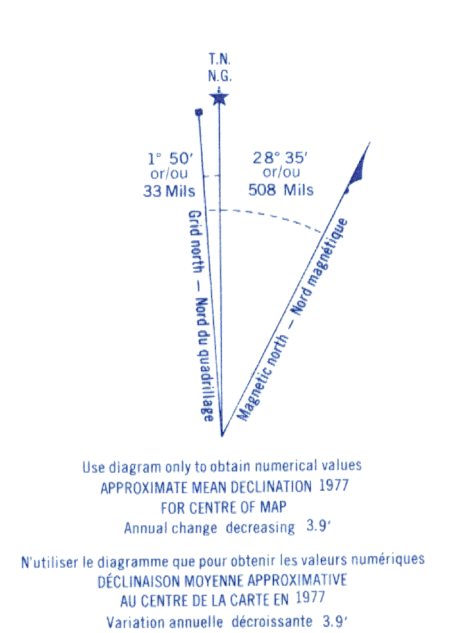 T.N.
N.G.
1° 50′
or/ou
33 Mils
28° 35′
or/ou
508 Mils
Grid north — Nord du quadrillage
Magnetic north — Nord magnétique
Use diagram only to obtain numerical values
APPROXIMATE MEAN DECLINATION 1977
FOR CENTRE OF MAP
Annual change decreasing 3.9′
N'utiliser le diagramme que pour obtenir les valeurs numériques
DÉCLINAISON MOYENNE APPROXIMATIVE
AU CENTRE DE LA CARTE EN 1977
Variation annuelle décroissante 3.9′